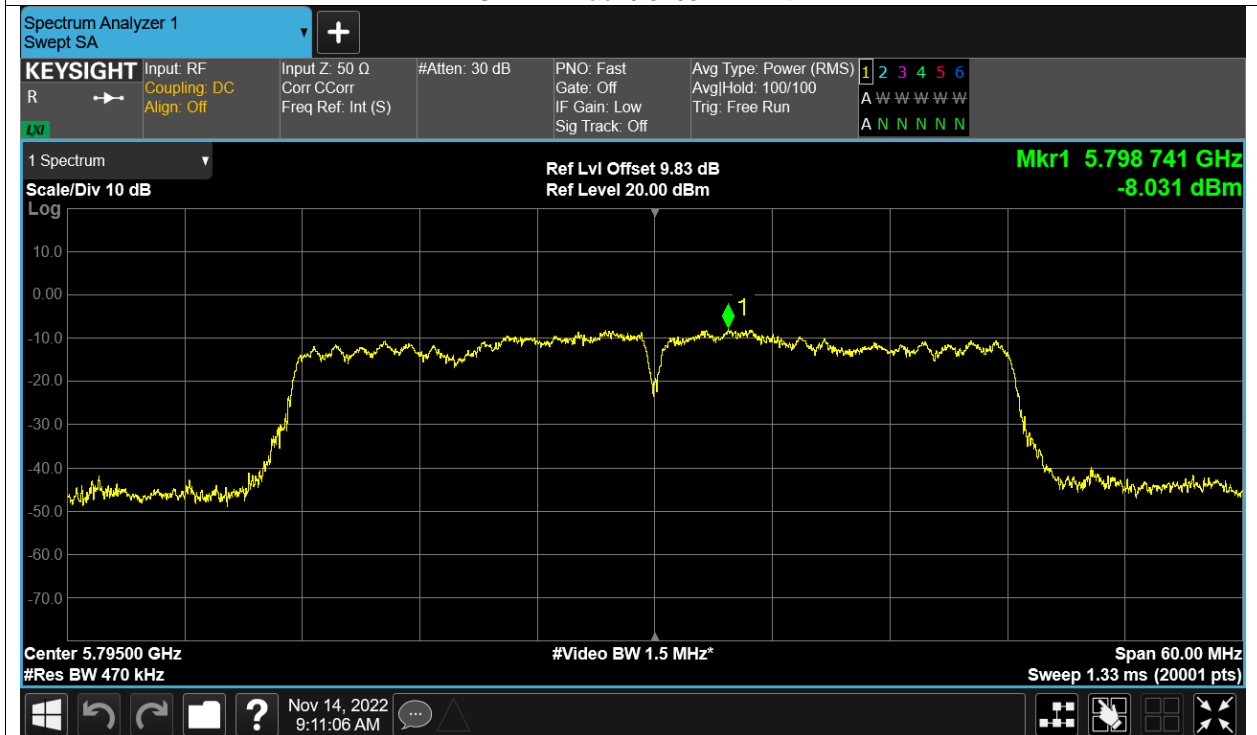 Spectrum Analyzer 1
Swept SA
KEYSIGHT
R
LXI
Input: RF
Coupling: DC
Align: Off
Input Z: 50 Ω
Corr CCorr
Freq Ref: Int (S)
#Atten: 30 dB
PNO: Fast
Gate: Off
IF Gain: Low
Sig Track: Off
Avg Type: Power (RMS)
Avg|Hold: 100/100
Trig: Free Run
1 2 3 4 5 6
A W W W W W
A N N N N N
1 Spectrum
Scale/Div 10 dB
Log
Ref Lvl Offset 9.83 dB
Ref Level 20.00 dBm
Mkr1 5.798 741 GHz
-8.031 dBm
10.0
0.00
-10.0
-20.0
-30.0
-40.0
-50.0
-60.0
-70.0
1
Center 5.79500 GHz
#Res BW 470 kHz
#Video BW 1.5 MHz*
Span 60.00 MHz
Sweep 1.33 ms (20001 pts)
?
Nov 14, 2022
9:11:06 AM